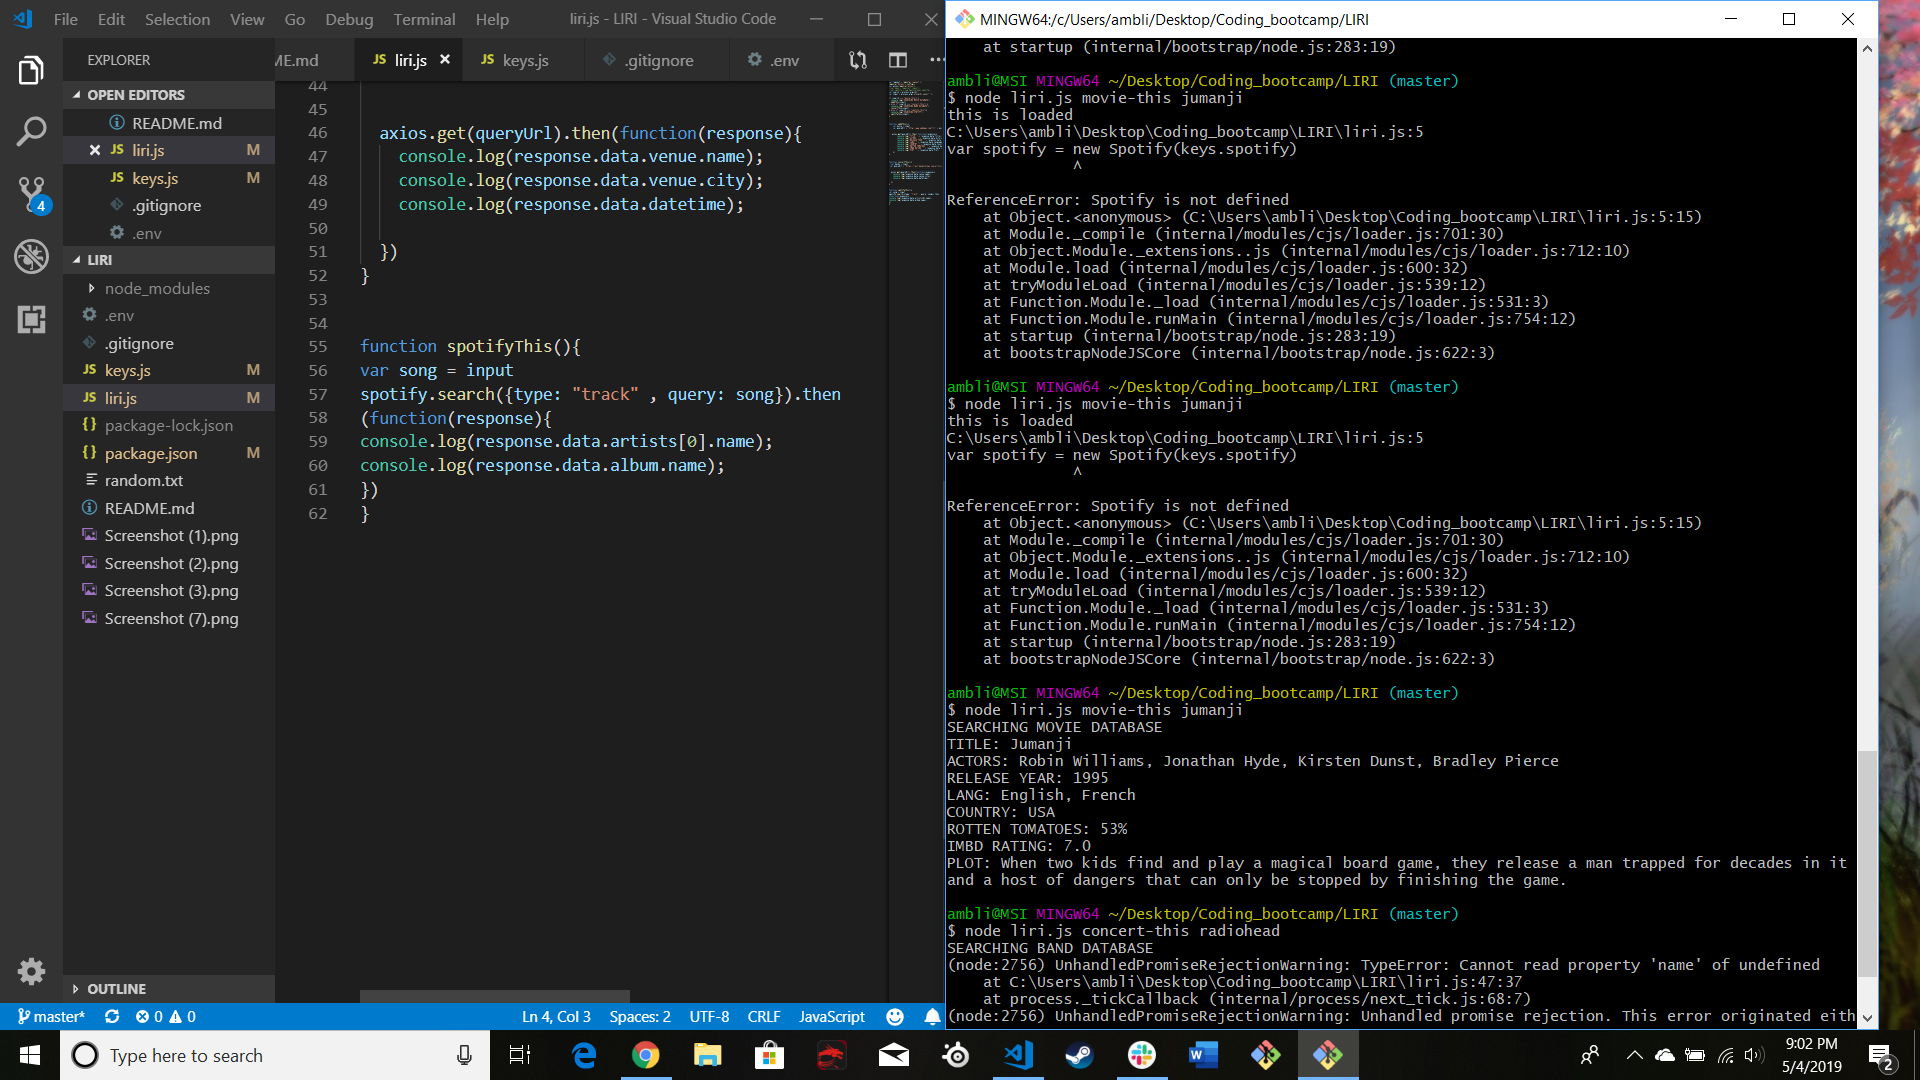 File Edit Selection View Go Debug Terminal Help liri.js - LIRI - Visual Studio Code
EXPLORER
ME.md JS liri.js JS keys.js .gitignore .env
OPEN EDITORS
README.md
JS liri.js M
JS keys.js M
.gitignore
.env
LIRI
node_modules
.env
.gitignore
JS keys.js M
JS liri.js M
{} package-lock.json
{} package.json M
random.txt
README.md
Screenshot (1).png
Screenshot (2).png
Screenshot (3).png
Screenshot (7).png
OUTLINE
4
44
45
46 axios.get(queryUrl).then(function(response){
47 console.log(response.data.venue.name);
48 console.log(response.data.venue.city);
49 console.log(response.data.datetime);
50
51 })
52 }
53
54
55 function spotifyThis(){
56 var song = input
57 spotify.search({type: "track" , query: song}).then
58 (function(response){
59 console.log(response.data.artists[0].name);
60 console.log(response.data.album.name);
61 })
62 }
master* 0 0 Ln 4, Col 3 Spaces: 2 UTF-8 CRLF JavaScript
MINGW64:/c/Users/ambli/Desktop/Coding_bootcamp/LIRI
at startup (internal/bootstrap/node.js:283:19)
ambli@MSI MINGW64 ~/Desktop/Coding_bootcamp/LIRI (master)
$ node liri.js movie-this jumanji
this is loaded
C:\Users\ambli\Desktop\Coding_bootcamp\LIRI\liri.js:5
var spotify = new Spotify(keys.spotify)
^
ReferenceError: Spotify is not defined
at Object.<anonymous> (C:\Users\ambli\Desktop\Coding_bootcamp\LIRI\liri.js:5:15)
at Module._compile (internal/modules/cjs/loader.js:701:30)
at Object.Module._extensions..js (internal/modules/cjs/loader.js:712:10)
at Module.load (internal/modules/cjs/loader.js:600:32)
at tryModuleLoad (internal/modules/cjs/loader.js:539:12)
at Function.Module._load (internal/modules/cjs/loader.js:531:3)
at Function.Module.runMain (internal/modules/cjs/loader.js:754:12)
at startup (internal/bootstrap/node.js:283:19)
at bootstrapNodeJSCore (internal/bootstrap/node.js:622:3)
ambli@MSI MINGW64 ~/Desktop/Coding_bootcamp/LIRI (master)
$ node liri.js movie-this jumanji
this is loaded
C:\Users\ambli\Desktop\Coding_bootcamp\LIRI\liri.js:5
var spotify = new Spotify(keys.spotify)
^
ReferenceError: Spotify is not defined
at Object.<anonymous> (C:\Users\ambli\Desktop\Coding_bootcamp\LIRI\liri.js:5:15)
at Module._compile (internal/modules/cjs/loader.js:701:30)
at Object.Module._extensions..js (internal/modules/cjs/loader.js:712:10)
at Module.load (internal/modules/cjs/loader.js:600:32)
at tryModuleLoad (internal/modules/cjs/loader.js:539:12)
at Function.Module._load (internal/modules/cjs/loader.js:531:3)
at Function.Module.runMain (internal/modules/cjs/loader.js:754:12)
at startup (internal/bootstrap/node.js:283:19)
at bootstrapNodeJSCore (internal/bootstrap/node.js:622:3)
ambli@MSI MINGW64 ~/Desktop/Coding_bootcamp/LIRI (master)
$ node liri.js movie-this jumanji
SEARCHING MOVIE DATABASE
TITLE: Jumanji
ACTORS: Robin Williams, Jonathan Hyde, Kirsten Dunst, Bradley Pierce
RELEASE YEAR: 1995
LANG: English, French
COUNTRY: USA
ROTTEN TOMATOES: 53%
IMBD RATING: 7.0
PLOT: When two kids find and play a magical board game, they release a man trapped for decades in it
and a host of dangers that can only be stopped by finishing the game.
ambli@MSI MINGW64 ~/Desktop/Coding_bootcamp/LIRI (master)
$ node liri.js concert-this radiohead
SEARCHING BAND DATABASE
(node:2756) UnhandledPromiseRejectionWarning: TypeError: Cannot read property 'name' of undefined
at C:\Users\ambli\Desktop\Coding_bootcamp\LIRI\liri.js:47:37
at process._tickCallback (internal/process/next_tick.js:68:7)
(node:2756) UnhandledPromiseRejectionWarning: Unhandled promise rejection. This error originated eith
Type here to search
9:02 PM
5/4/2019
2